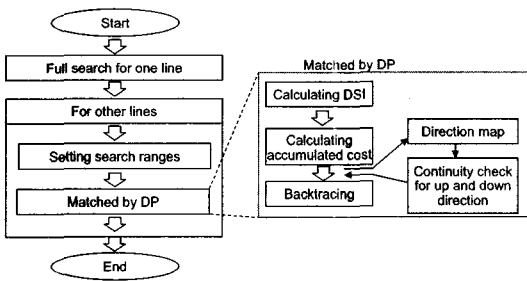 Start
Full search for one line
For other lines
Setting search ranges
Matched by DP
End
Matched by DP
Calculating DSI
Calculating
accumulated cost
Backtracing
Direction map
Continuity check
for up and down
direction